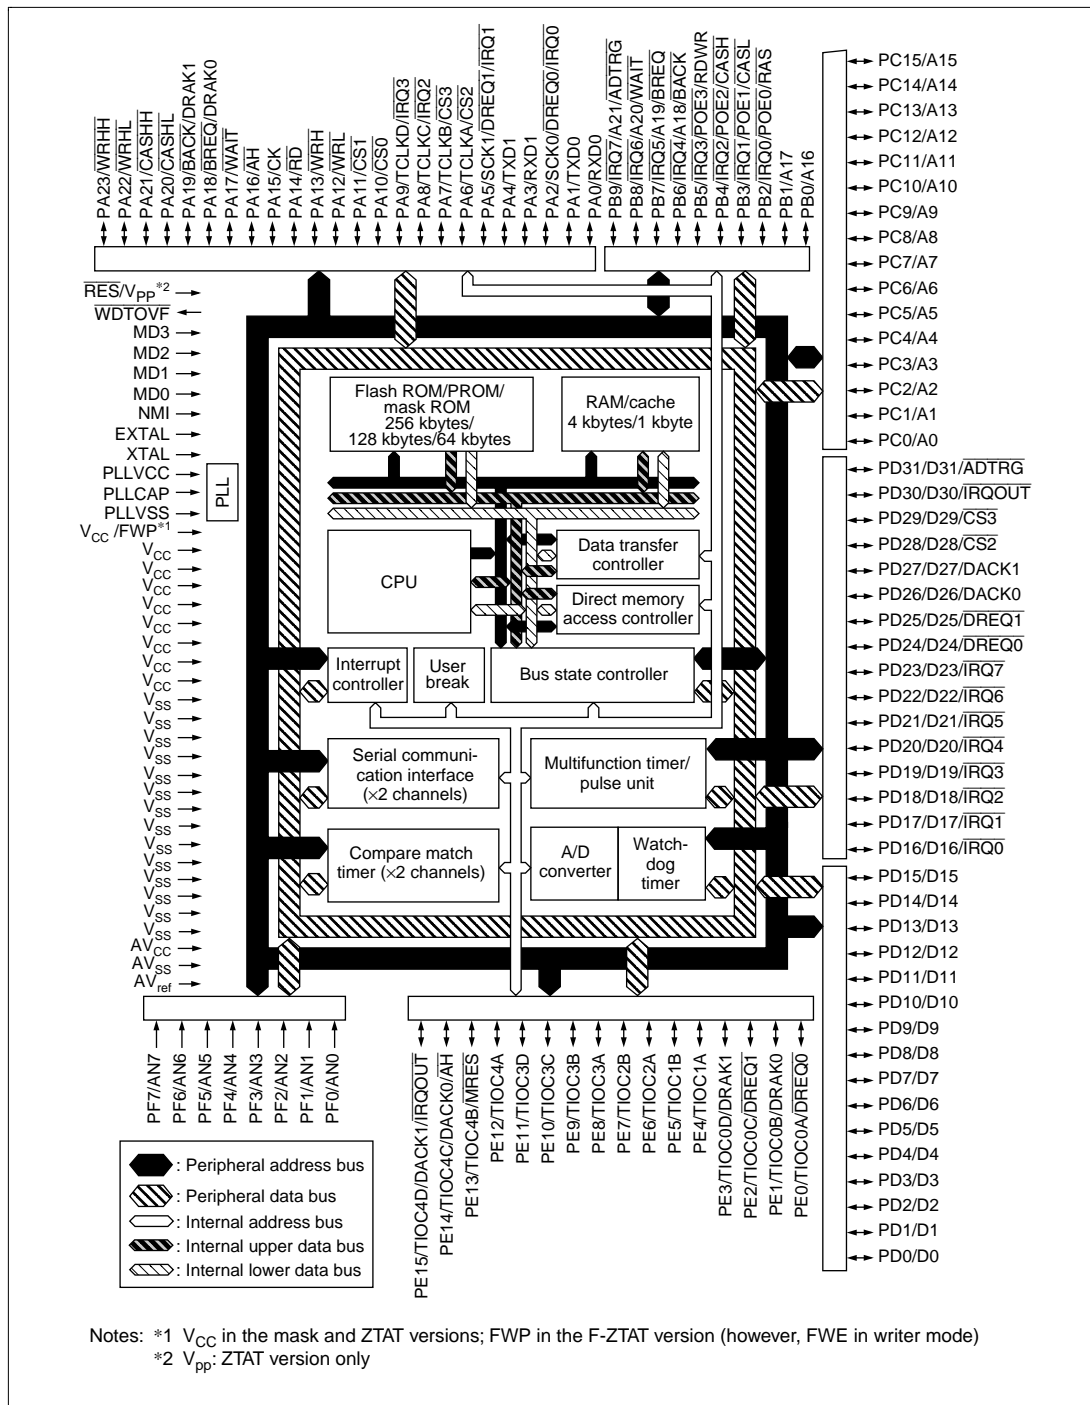 PA23/WRHH
PA22/WRHL
PA21/CASHH
PA20/CASHL
PA19/BACK/DRAK1
PA18/BREQ/DRAK0
PA17/WAIT
PA16/AH
PA15/CK
PA14/RD
PA13/WRH
PA12/WRL
PA11/CS1
PA10/CS0
PA9/TCLKD/IRQ3
PA8/TCLKC/IRQ2
PA7/TCLKB/CS3
PA6/TCLKA/CS2
PA5/SCK1/DREQ1/IRQ1
PA4/TXD1
PA3/RXD1
PA2/SCK0/DREQ0/IRQ0
PA1/TXD0
PA0/RXD0
PB9/IRQ7/A21/ADTRG
PB8/IRQ6/A20/WAIT
PB7/IRQ5/A19/BREQ
PB6/IRQ4/A18/BACK
PB5/IRQ3/POE3/RDWR
PB4/IRQ2/POE2/CASH
PB3/IRQ1/POE1/CASL
PB2/IRQ0/POE0/RAS
PB1/A17
PB0/A16
PC15/A15
PC14/A14
PC13/A13
PC12/A12
PC11/A11
PC10/A10
PC9/A9
PC8/A8
PC7/A7
PC6/A6
PC5/A5
PC4/A4
PC3/A3
PC2/A2
PC1/A1
PC0/A0
RES/VPP*2
WDTOVF
MD3
MD2
MD1
MD0
NMI
EXTAL
XTAL
PLLVCC
PLLCAP
PLLVSS
PLL
VCC /FWP*1
VCC
VCC
VCC
VCC
VCC
VCC
VCC
VCC
VSS
VSS
VSS
VSS
VSS
VSS
VSS
VSS
VSS
VSS
VSS
VSS
VSS
AVCC
AVSS
AVref
Flash ROM/PROM/
mask ROM
256 kbytes/
128 kbytes/64 kbytes
RAM/cache
4 kbytes/1 kbyte
CPU
Data transfer
controller
Direct memory
access controller
Interrupt
controller
User
break
Bus state controller
Serial communi-
cation interface
(×2 channels)
Multifunction timer/
pulse unit
Compare match
timer (×2 channels)
A/D
converter
Watch-
dog
timer
PD31/D31/ADTRG
PD30/D30/IRQOUT
PD29/D29/CS3
PD28/D28/CS2
PD27/D27/DACK1
PD26/D26/DACK0
PD25/D25/DREQ1
PD24/D24/DREQ0
PD23/D23/IRQ7
PD22/D22/IRQ6
PD21/D21/IRQ5
PD20/D20/IRQ4
PD19/D19/IRQ3
PD18/D18/IRQ2
PD17/D17/IRQ1
PD16/D16/IRQ0
PD15/D15
PD14/D14
PD13/D13
PD12/D12
PD11/D11
PD10/D10
PD9/D9
PD8/D8
PD7/D7
PD6/D6
PD5/D5
PD4/D4
PD3/D3
PD2/D2
PD1/D1
PD0/D0
PF7/AN7
PF6/AN6
PF5/AN5
PF4/AN4
PF3/AN3
PF2/AN2
PF1/AN1
PF0/AN0
PE15/TIOC4D/DACK1/IRQOUT
PE14/TIOC4C/DACK0/AH
PE13/TIOC4B/MRES
PE12/TIOC4A
PE11/TIOC3D
PE10/TIOC3C
PE9/TIOC3B
PE8/TIOC3A
PE7/TIOC2B
PE6/TIOC2A
PE5/TIOC1B
PE4/TIOC1A
PE3/TIOC0D/DRAK1
PE2/TIOC0C/DREQ1
PE1/TIOC0B/DRAK0
PE0/TIOC0A/DREQ0
: Peripheral address bus
: Peripheral data bus
: Internal address bus
: Internal upper data bus
: Internal lower data bus
Notes: *1 VCC in the mask and ZTAT versions; FWP in the F-ZTAT version (however, FWE in writer mode)
*2 Vpp: ZTAT version only